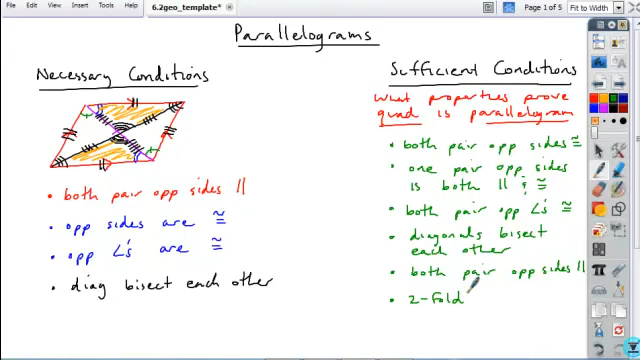 File Edit View Insert Tools Help
6.2geo_template*
Page 1 of 5
Fit to Width
Parallelograms
Necessary Conditions
• both pair opp sides ||
• opp sides are ≅
• opp ∠'s are ≅
• diag bisect each other
Sufficient Conditions
What properties prove
quad is parallelogram
• both pair opp sides ≅
• one pair opp sides
is both || & ≅
• both pair opp ∠'s ≅
• diagonals bisect
each other
• both pair opp sides ||
• 2-fold